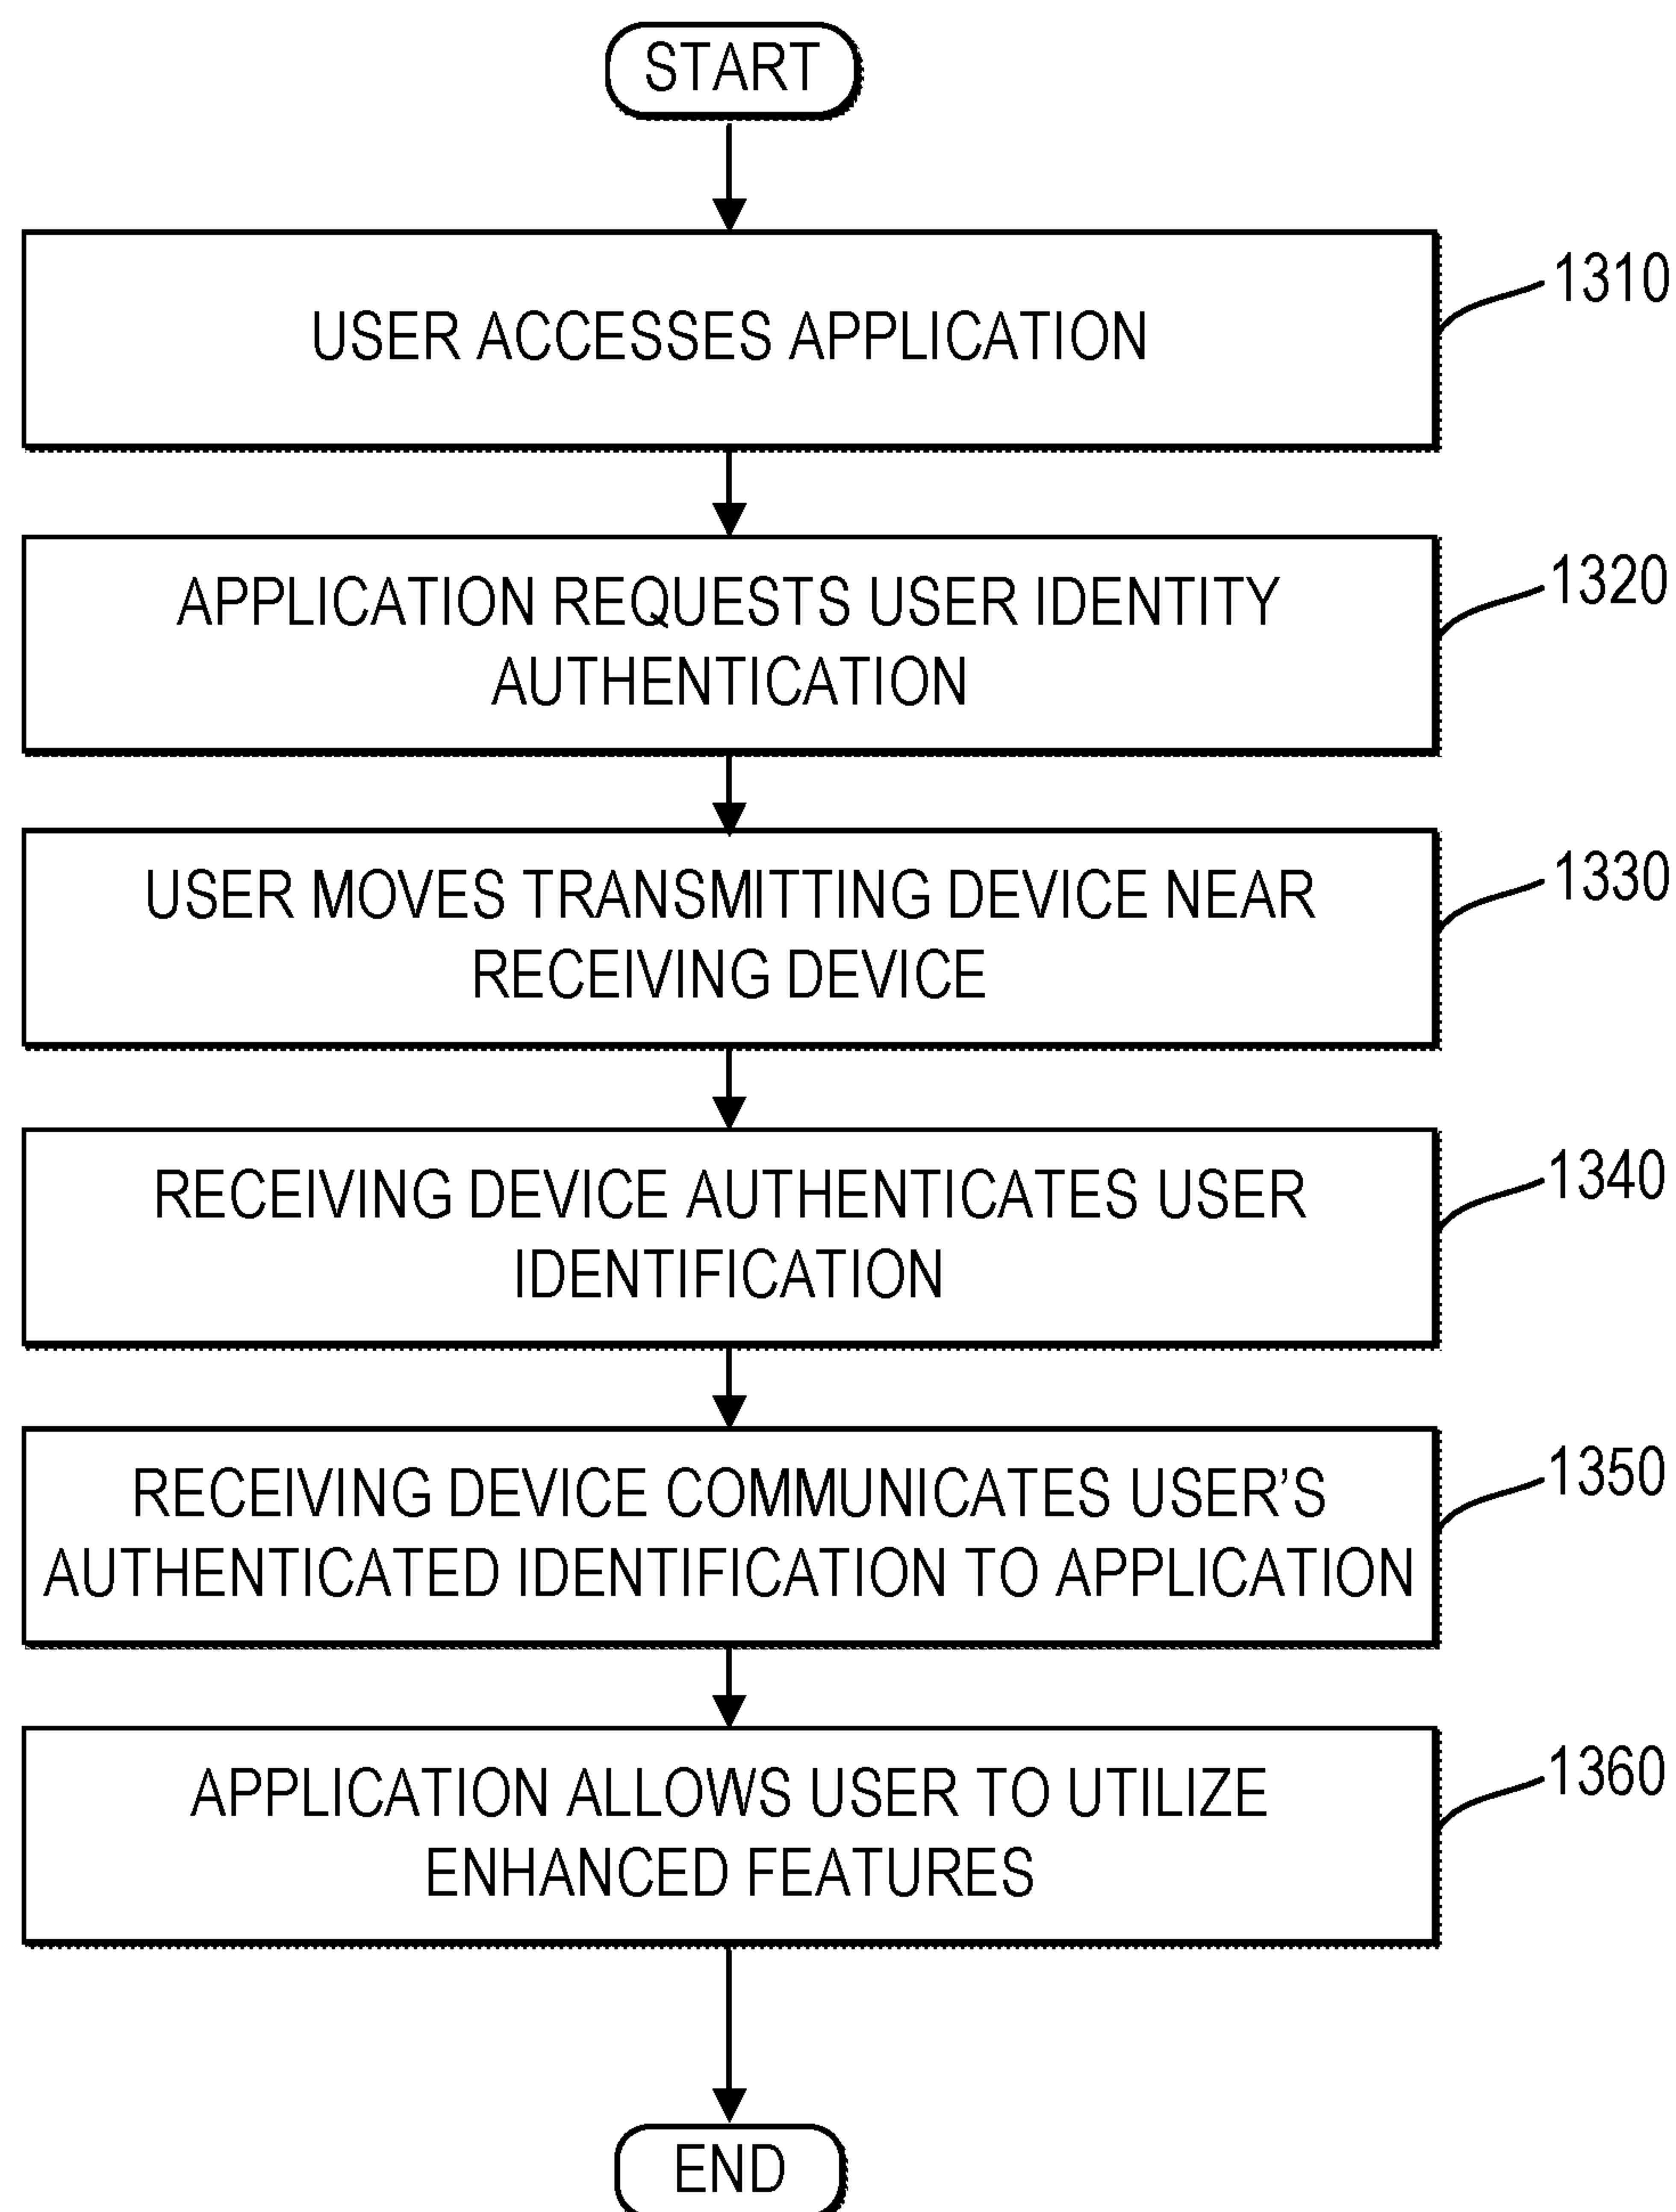 START
USER ACCESSES APPLICATION
1310
APPLICATION REQUESTS USER IDENTITY
AUTHENTICATION
1320
USER MOVES TRANSMITTING DEVICE NEAR
RECEIVING DEVICE
1330
RECEIVING DEVICE AUTHENTICATES USER
IDENTIFICATION
1340
RECEIVING DEVICE COMMUNICATES USER’S
AUTHENTICATED IDENTIFICATION TO APPLICATION
1350
APPLICATION ALLOWS USER TO UTILIZE
ENHANCED FEATURES
1360
END